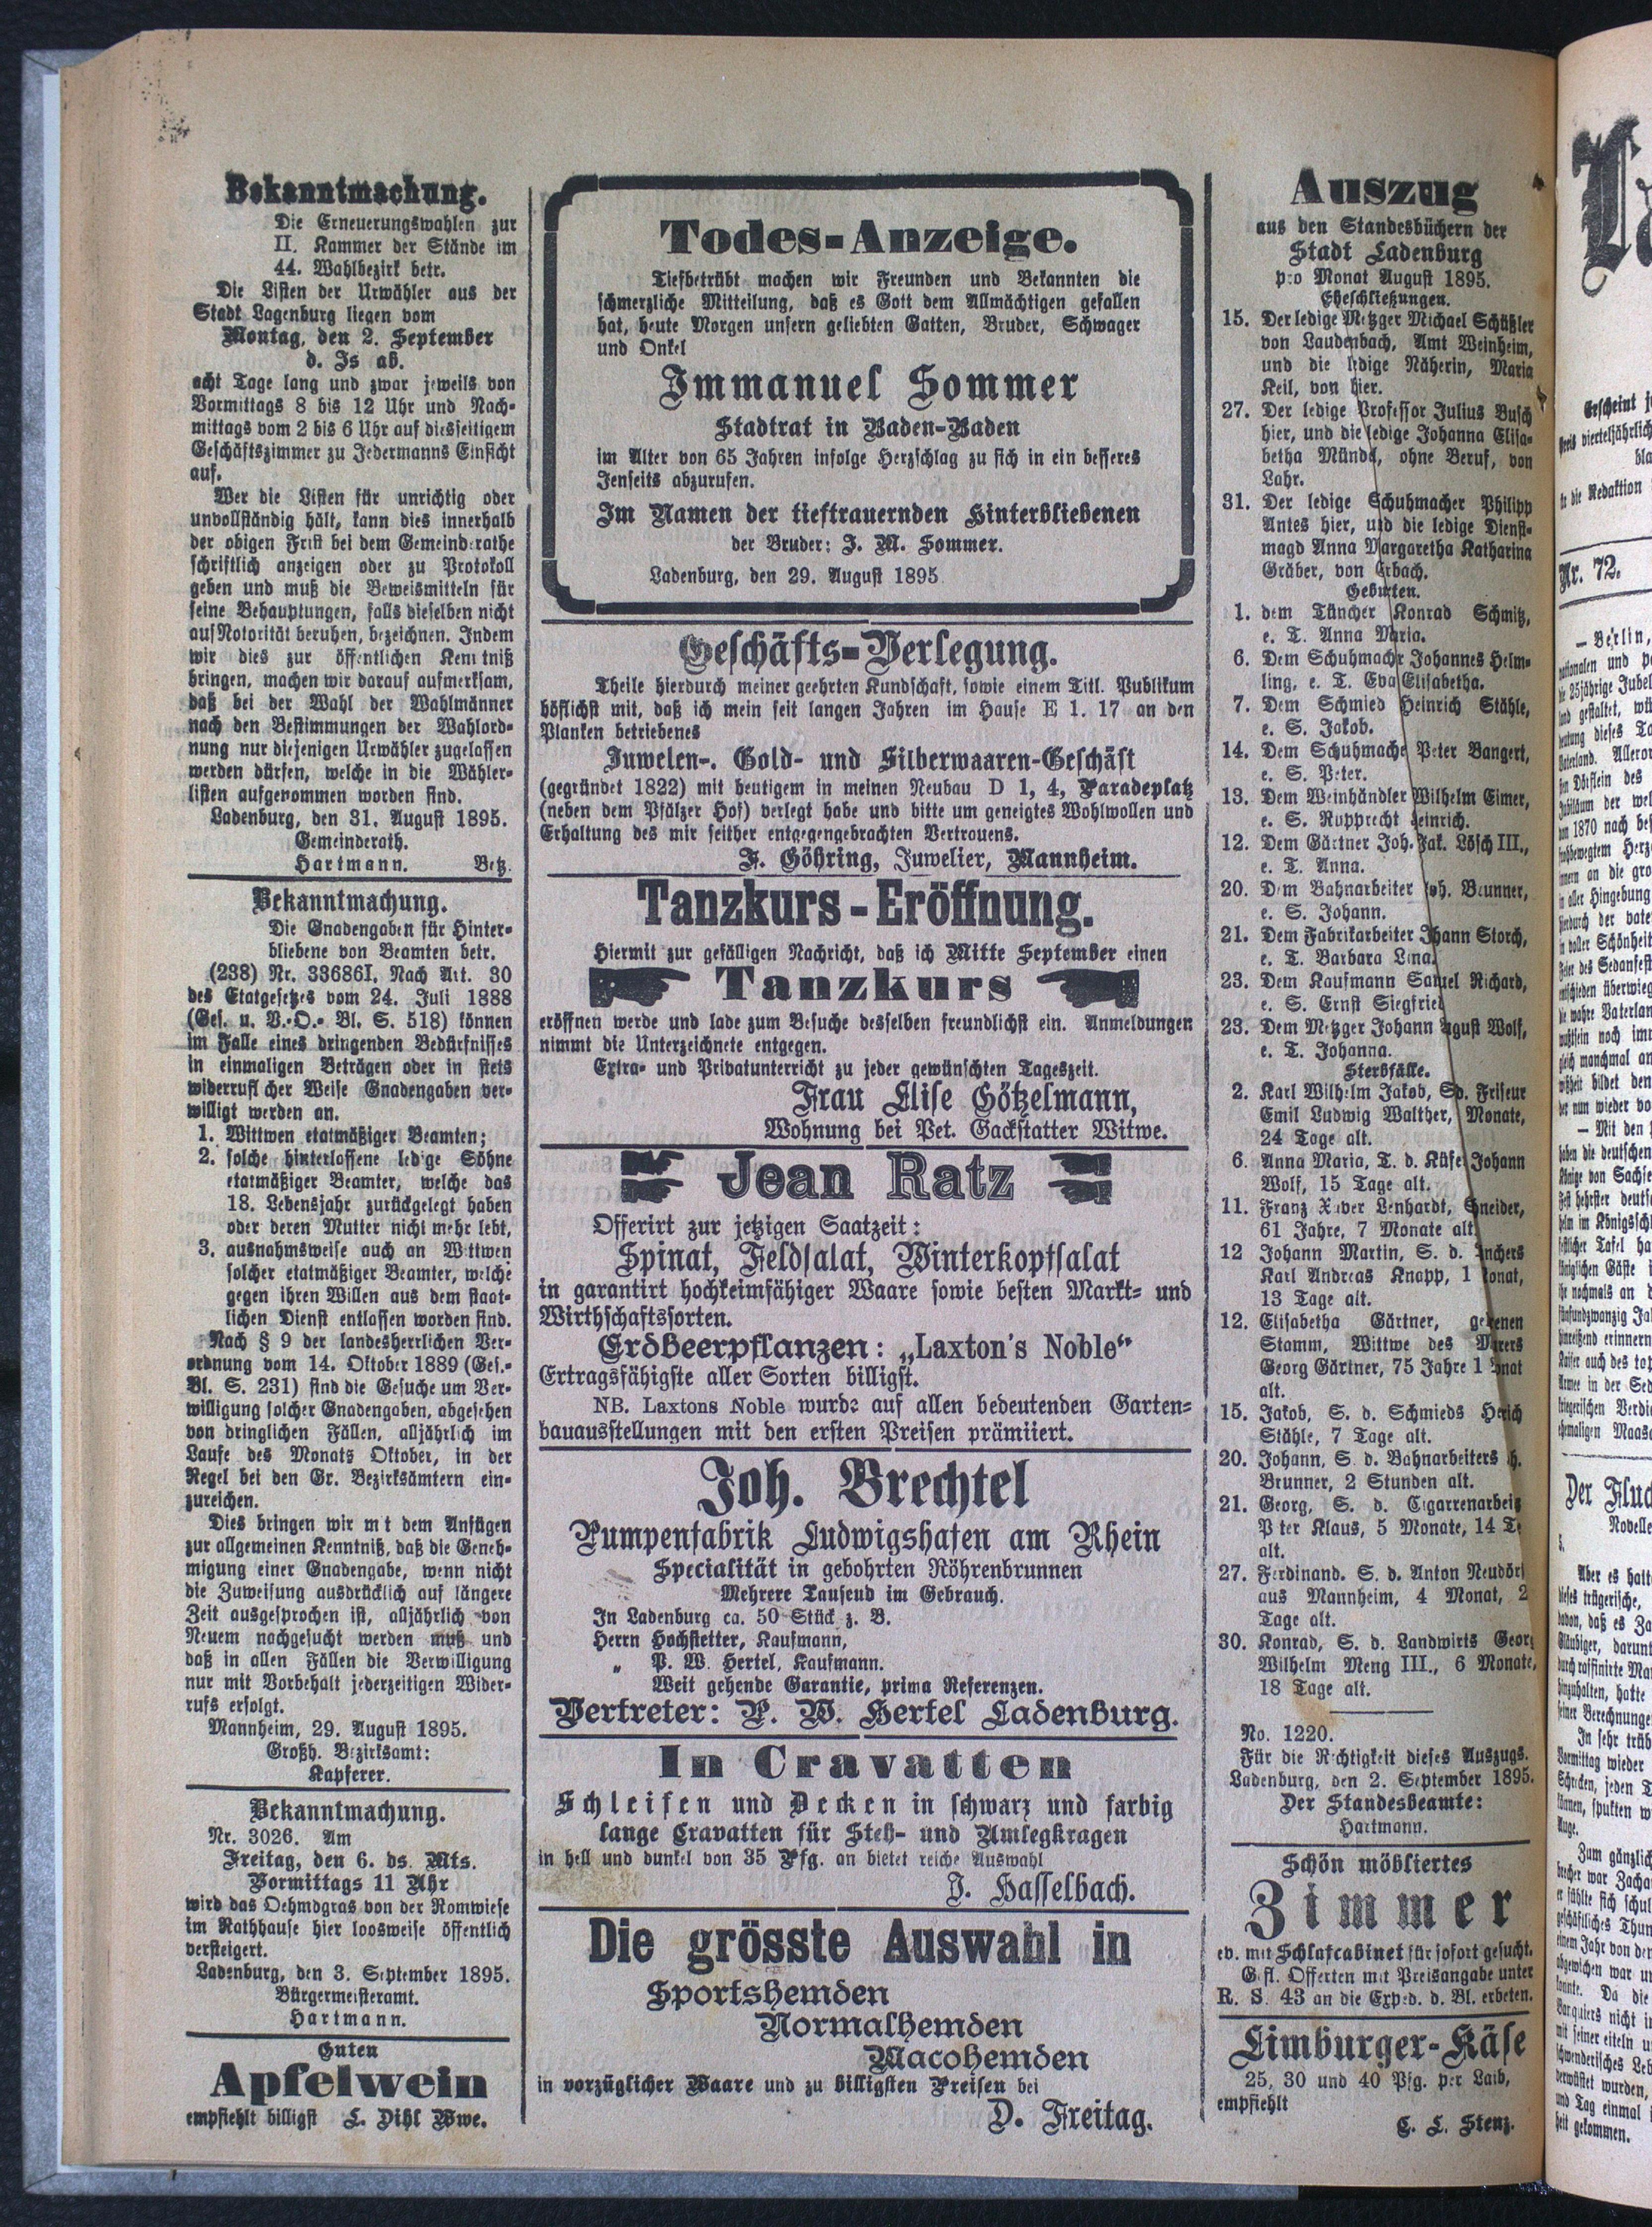 Bekanntmachung.
Die Erneuerungswahlen zur
II. Kammer der Stände im
44. Wahlbezirk betr.
Die Listen der Urwähler aus der
Stadt Lagenburg liegen vom
Montag, den 2. September
d. Js ab.
acht Tage lang und zwar jeweils von
Vormittags 8 bis 12 Uhr und Nach-
mittags vom 2 bis 6 Uhr auf diesseitigem
Geschäftszimmer zu Jedermanns Einsicht
auf.
Wer die Listen für unrichtig oder
unvollständig hält, kann dies innerhalb
der obigen Frist bei dem Gemeinderathe
schriftlich anzeigen oder zu Protokoll
geben und muß die Beweismitteln für
seine Behauptungen, falls dieselben nicht
auf Notorität beruhen, bezeichnen. Indem
wir dies zur öffentlichen Kenntniß
bringen, machen wir darauf aufmerksam,
daß bei der Wahl der Wahlmänner
nach den Bestimmungen der Wahlord-
nung nur diejenigen Urwähler zugelassen
werden dürfen, welche in die Wähler-
listen aufgenommen worden sind.
Ladenburg, den 31. August 1895.
Gemeinderath.
Hartmann. Betz.
Bekanntmachung.
Die Gnadengaben für Hinter-
bliebene von Beamten betr.
(238) Nr. 33686I. Nach Art. 30
des Etatgesetzes vom 24. Juli 1888
(Ges. u. V.-O.- Bl. S. 518) können
im Falle eines dringenden Bedürfnisses
in einmaligen Beträgen oder in stets
widerruflicher Weise Gnadengaben ver-
willigt werden an.
1. Wittwen etatmäßiger Beamten;
2. solche hinterlassene ledige Söhne
etatmäßiger Beamter, welche das
18. Lebensjahr zurückgelegt haben
oder deren Mutter nicht mehr lebt,
3. ausnahmsweise auch an Wittwen
solcher etatmäßiger Beamter, welche
gegen ihren Willen aus dem staat-
lichen Dienst entlassen worden sind.
Nach § 9 der landesherrlichen Ver-
ordnung vom 14. Oktober 1889 (Ges.-
Bl. S. 231) sind die Gesuche um Ver-
willigung solcher Gnadengaben, abgesehen
von dringlichen Fällen, alljährlich im
Laufe des Monats Oktober, in der
Regel bei den Gr. Bezirksämtern ein-
zureichen.
Dies bringen wir mit dem Anfügen
zur allgemeinen Kenntniß, daß die Geneh-
migung einer Gnadengabe, wenn nicht
die Zuweisung ausdrücklich auf längere
Zeit ausgesprochen ist, alljährlich von
Neuem nachgesucht werden muß und
daß in allen Fällen die Verwilligung
nur mit Vorbehalt jederzeitigen Wider-
rufs erfolgt.
Mannheim, 29. August 1895.
Großh. Bezirksamt:
Kapferer.
Bekanntmachung.
Nr. 3026. Am
Freitag, den 6. ds. Mts.
Vormittags 11 Uhr
wird das Oehmdgras von der Romwiese
im Rathhause hier loosweise öffentlich
versteigert.
Ladenburg, den 3. September 1895.
Bürgermeisteramt.
Hartmann.
Guten
Apfelwein
empfiehlt billigst L. Dihl Wwe.
Todes-Anzeige.
Tiefbetrübt machen wir Freunden und Bekannten die
schmerzliche Mitteilung, daß es Gott dem Allmächtigen gefallen
hat, heute Morgen unsern geliebten Gatten, Bruder, Schwager
und Onkel
Immanuel Sommer
Stadtrat in Baden-Baden
im Alter von 65 Jahren infolge Herzschlag zu sich in ein besseres
Jenseits abzurufen.
Im Namen der tieftrauernden Hinterbliebenen
der Bruder: J. M. Sommer.
Ladenburg, den 29. August 1895
Geschäfts-Verlegung.
Theile hierdurch meiner geehrten Kundschaft, sowie einem Titl. Publikum
höflichst mit, daß ich mein seit langen Jahren im Hause E 1. 17 an den
Planken betriebenes
Juwelen-. Gold- und Silberwaaren-Geschäft
(gegründet 1822) mit heutigem in meinen Neubau D 1, 4, Paradeplatz
(neben dem Pfälzer Hof) verlegt habe und bitte um geneigtes Wohlwollen und
Erhaltung des mir seither entgegengebrachten Vertrauens.
F. Göhring, Juwelier, Mannheim.
Tanzkurs-Eröffnung.
Hiermit zur gefälligen Nachricht, daß ich Mitte September einen
Tanzkurs
eröffnen werde und lade zum Besuche desselben freundlichst ein. Anmeldungen
nimmt die Unterzeichnete entgegen.
Extra- und Privatunterricht zu jeder gewünschten Tageszeit.
Frau Elise Götzelmann,
Wohnung bei Pet. Gackstatter Witwe.
Jean Ratz
Offerirt zur jetzigen Saatzeit:
Spinat, Feldsalat, Winterkopfsalat
in garantirt hochkeimfähiger Waare sowie besten Markt- und
Wirthschaftssorten.
Erdbeerpflanzen: „Laxton's Noble“
Ertragsfähigste aller Sorten billigst.
NB. Laxtons Noble wurde auf allen bedeutenden Garten-
bauausstellungen mit den ersten Preisen prämiiert.
Joh. Brechtel
Pumpenfabrik Ludwigshafen am Rhein
Specialität in gebohrten Röhrenbrunnen
Mehrere Tausend im Gebrauch.
In Ladenburg ca. 50 Stück z. B.
Herrn Hochstetter, Kaufmann,
„ P. W. Hertel, Kaufmann.
Weit gehende Garantie, prima Referenzen.
Vertreter: P. W. Hertel Ladenburg.
In Cravatten
Schleifen und Decken in schwarz und farbig
lange Cravatten für Steh- und Umlegkragen
in hell und dunkel von 35 Pfg. an bietet reiche Auswahl
J. Hasselbach.
Die grösste Auswahl in
Sportshemden
Normalhemden
Macohemden
in vorzüglicher Waare und zu billigsten Preisen bei
D. Freitag.
Auszug
aus den Standesbüchern der
Stadt Ladenburg
pro Monat August 1895.
Eheschließungen.
15. Der ledige Metzger Michael Schüßler
von Laudenbach, Amt Weinheim,
und die ledige Näherin, Maria
Keil, von hier.
27. Der ledige Professor Julius Busch
hier, und die ledige Johanna Elisa-
betha Münd, ohne Beruf, von
Lahr.
31. Der ledige Schuhmacher Philipp
Antes hier, und die ledige Dienst-
magd Anna Margaretha Katharina
Gräber, von Erbach.
Geburten.
1. dem Tüncher Konrad Schmitz,
e. T. Anna Maria.
6. Dem Schuhmachr Johannes Helm-
ling, e. T. Eva Elisabetha.
7. Dem Schmied Heinrich Stähle,
e. S. Jakob.
14. Dem Schuhmache Peter Bangert,
e. S. Peter.
13. Dem Weinhändler Wilhelm Eimer,
e. S. Rupprecht einrich.
12. Dem Gärtner Joh. Jak. Lösch III.,
e. T. Anna.
20. Dem Bahnarbeiter Joh. Brunner,
e. S. Johann.
21. Dem Fabrikarbeiter Jhann Storch,
e. T. Barbara Lina.
23. Dem Kaufmann Samel Richard,
e. S. Ernst Siegfried
23. Dem Metzger Johann ugust Wolf,
e. T. Johanna.
Sterbfälle.
2. Karl Wilhelm Jakob, Sd. Friseur
Emil Ludwig Walther, Monate,
24 Tage alt.
6. Anna Maria, T. d. Küfe Johann
Wolf, 15 Tage alt.
11. Franz Xaver Lenhardt, Schneider,
61 Jahre, 7 Monate alt.
12 Johann Martin, S. d. ünchers
Karl Andreas Knapp, 1 onat,
13 Tage alt.
12. Elisabetha Gärtner, gebenen
Stamm, Wittwe des
Georg Gärtner, 75 Jahre 1 onat
alt.
15. Jakob, S. d. Schmieds
Stähle, 7 Tage alt.
20. Johann, S. d. Bahnarbeiters h.
Brunner, 2 Stunden alt.
21. Georg, S. d. Cigarrenarbei
Peter Klaus, 5 Monate, 14 T
alt.
27. Ferdinand. S. d. Anton Neudör
aus Mannheim, 4 Monat, 2
Tage alt.
30. Konrad, S. d. Landwirts Georg
Wilhelm Meng III., 6 Monate,
18 Tage alt.
No. 1220.
Für die Richtigkeit dieses Auszugs.
Ladenburg, den 2. September 1895.
Der Standesbeamte:
Hartmann.
Schön möbliertes
Zimmer
ev. mit Schlafcabinet für sofort gesucht.
Gefl. Offerten mit Preisangabe unter
R. S. 43 an die Exped. d. Bl. erbeten.
Limburger-Käse
25, 30 und 40 Pfg. per Laib,
empfiehlt
C. L. Stenz.
Erscheint
vierteljährlich
die Redaktion
Nr. 72.
— Berlin,
Der Fluc
Novelle
Aber es